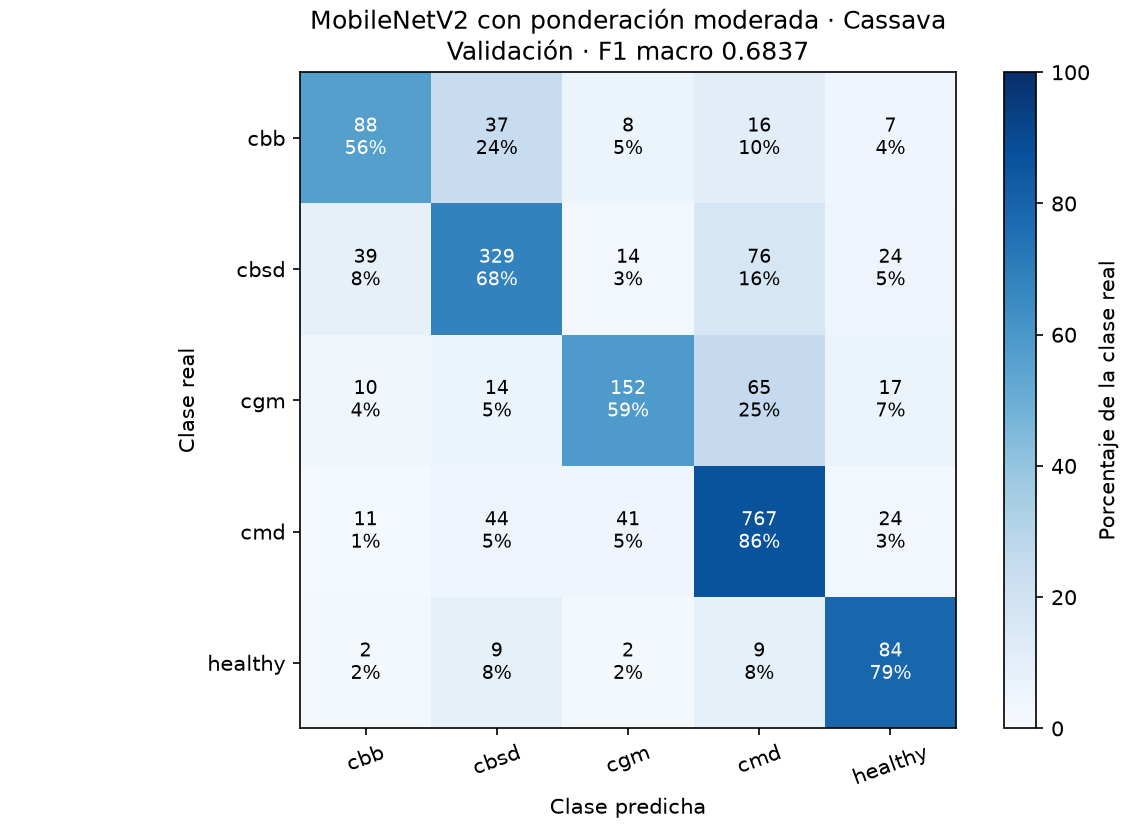 MobileNetV2 con ponderación moderada · Cassava
Validación · F1 macro 0.6837
Clase real
cbb
88 37 8 16 7
56% 24% 5% 10% 4%
cbsd
39 329 14 76 24
8% 68% 3% 16% 5%
cgm
10 14 152 65 17
4% 5% 59% 25% 7%
cmd
11 44 41 767 24
1% 5% 5% 86% 3%
healthy
2 9 2 9 84
2% 8% 2% 8% 79%
cbb cbsd cgm cmd healthy
Clase predicha
100
80
60
40
20
0
Porcentaje de la clase real